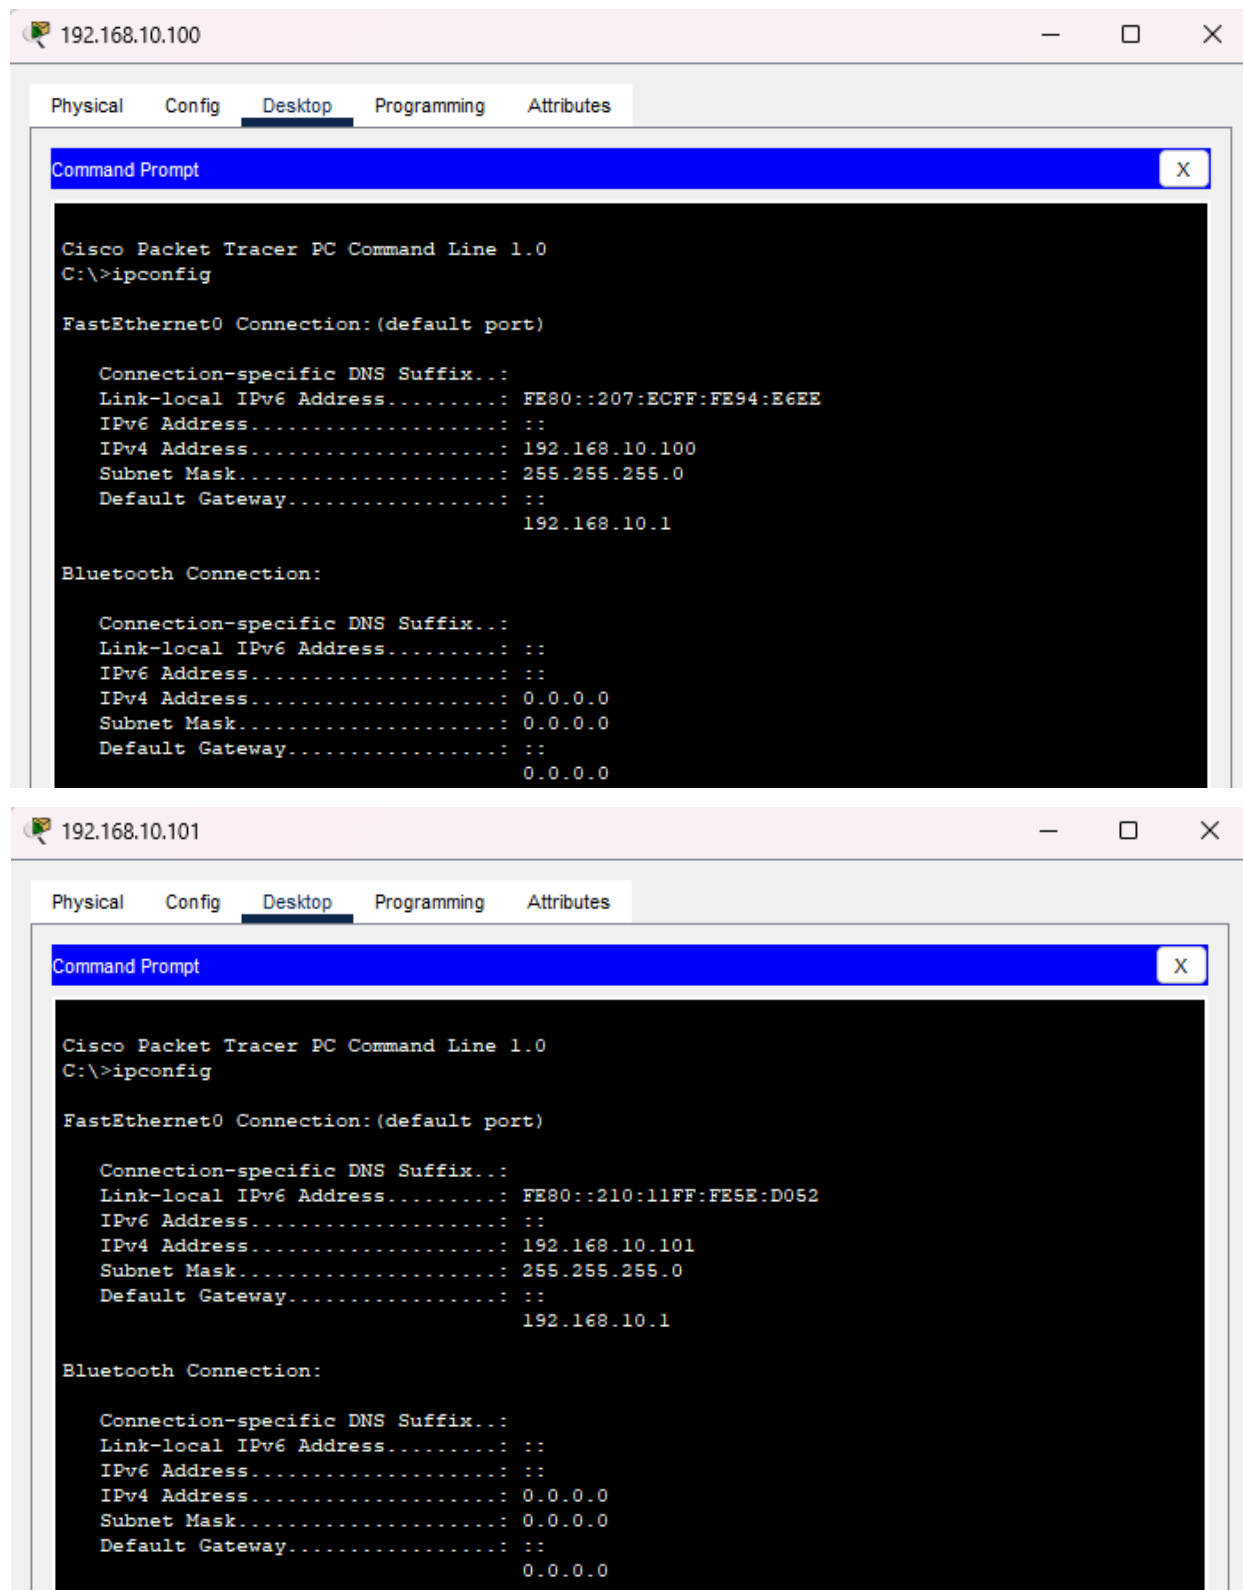 192.168.10.100
Physical Config Desktop Programming Attributes
Command Prompt X
Cisco Packet Tracer PC Command Line 1.0
C:\>ipconfig
FastEthernet0 Connection:(default port)
Connection-specific DNS Suffix..:
Link-local IPv6 Address.........: FE80::207:ECFF:FE94:E6EE
IPv6 Address....................: ::
IPv4 Address....................: 192.168.10.100
Subnet Mask.....................: 255.255.255.0
Default Gateway.................: ::
192.168.10.1
Bluetooth Connection:
Connection-specific DNS Suffix..:
Link-local IPv6 Address.........: ::
IPv6 Address....................: ::
IPv4 Address....................: 0.0.0.0
Subnet Mask.....................: 0.0.0.0
Default Gateway.................: ::
0.0.0.0
192.168.10.101
Physical Config Desktop Programming Attributes
Command Prompt X
Cisco Packet Tracer PC Command Line 1.0
C:\>ipconfig
FastEthernet0 Connection:(default port)
Connection-specific DNS Suffix..:
Link-local IPv6 Address.........: FE80::210:11FF:FE5E:D052
IPv6 Address....................: ::
IPv4 Address....................: 192.168.10.101
Subnet Mask.....................: 255.255.255.0
Default Gateway.................: ::
192.168.10.1
Bluetooth Connection:
Connection-specific DNS Suffix..:
Link-local IPv6 Address.........: ::
IPv6 Address....................: ::
IPv4 Address....................: 0.0.0.0
Subnet Mask.....................: 0.0.0.0
Default Gateway.................: ::
0.0.0.0